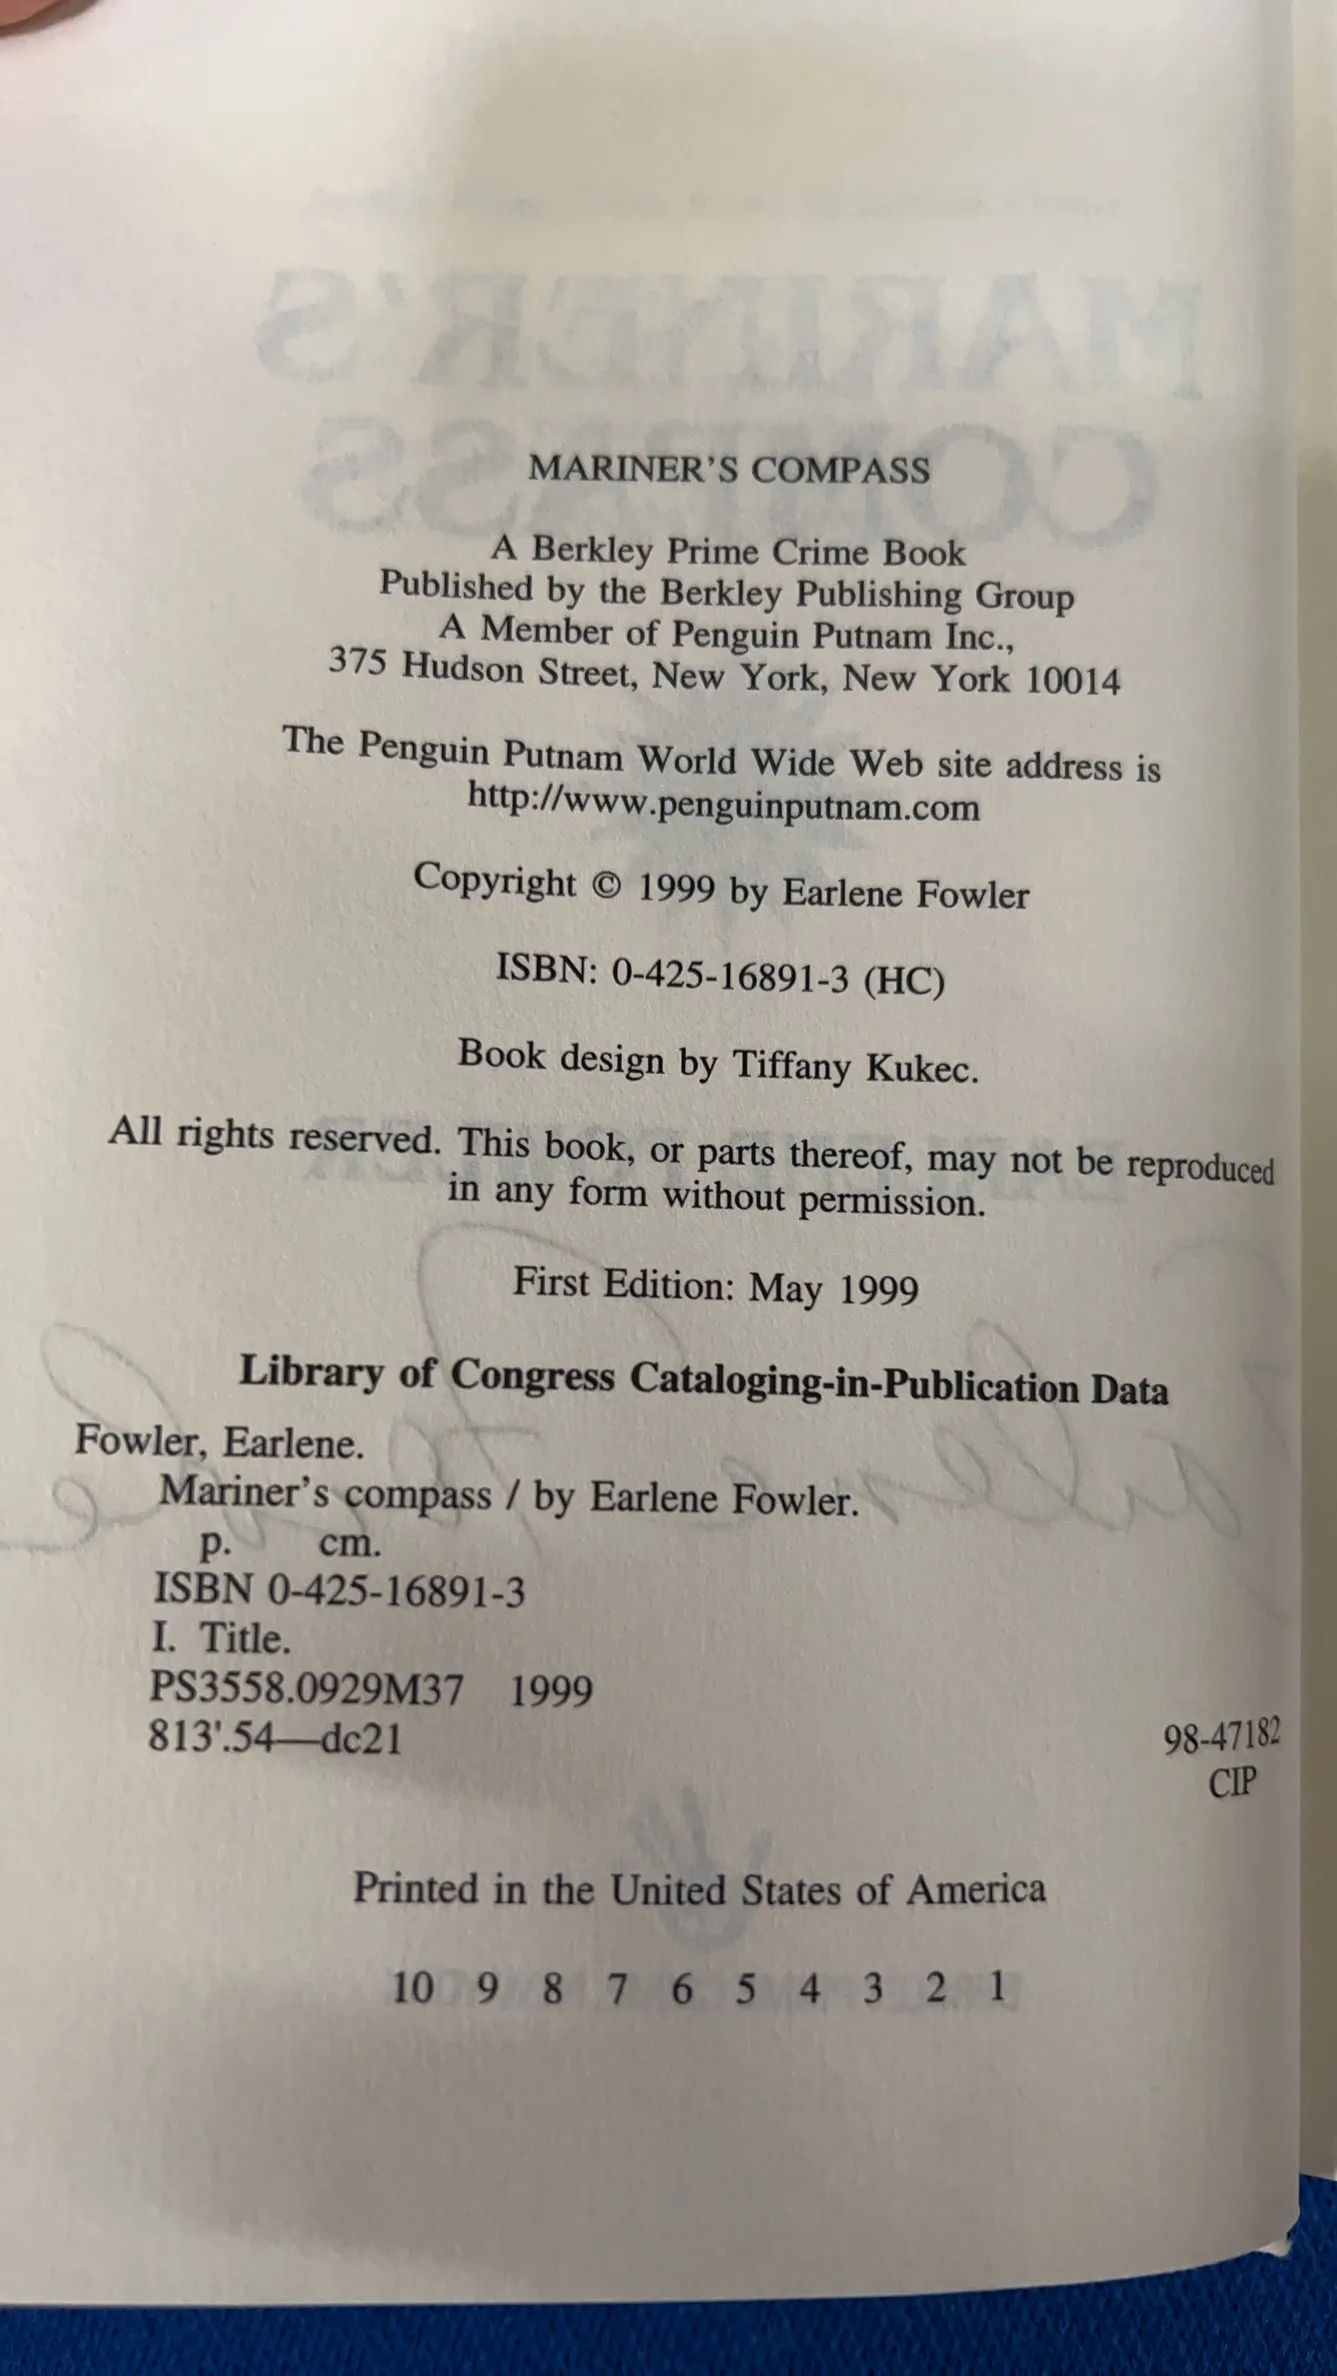 MARINER'S COMPASS
A Berkley Prime Crime Book
Published by the Berkley Publishing Group
A Member of Penguin Putnam Inc.,
375 Hudson Street, New York, New York 10014
The Penguin Putnam World Wide Web site address is
http://www.penguinputnam.com
Copyright © 1999 by Earlene Fowler
ISBN: 0-425-16891-3 (HC)
Book design by Tiffany Kukec.
All rights reserved. This book, or parts thereof, may not be reproduced
in any form without permission.
First Edition: May 1999
Library of Congress Cataloging-in-Publication Data
Fowler, Earlene.
Mariner's compass / by Earlene Fowler.
p. cm.
ISBN 0-425-16891-3
I. Title.
PS3558.0929M37 1999
813'.54—dc21 98-47182
CIP
Printed in the United States of America
10 9 8 7 6 5 4 3 2 1